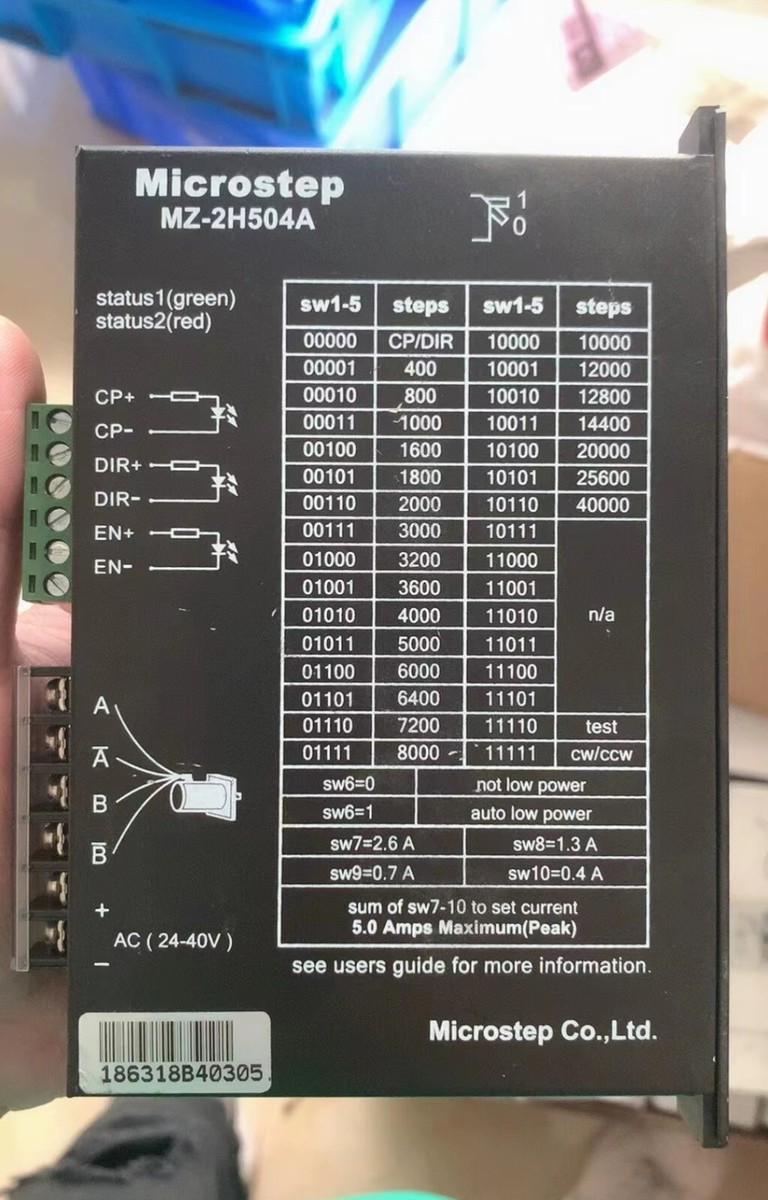 Microstep
MZ-2H504A
1
0
status1(green)
status2(red)
CP+
CP-
DIR+
DIR-
EN+
EN-
A
A̅
B
B̅
+
AC ( 24-40V )
−
sw1-5 steps sw1-5 steps
00000 CP/DIR 10000 10000
00001 400 10001 12000
00010 800 10010 12800
00011 1000 10011 14400
00100 1600 10100 20000
00101 1800 10101 25600
00110 2000 10110 40000
00111 3000 10111
01000 3200 11000
01001 3600 11001
01010 4000 11010 n/a
01011 5000 11011
01100 6000 11100
01101 6400 11101
01110 7200 11110 test
01111 8000 11111 cw/ccw
sw6=0 not low power
sw6=1 auto low power
sw7=2.6 A sw8=1.3 A
sw9=0.7 A sw10=0.4 A
sum of sw7-10 to set current
5.0 Amps Maximum(Peak)
see users guide for more information.
Microstep Co.,Ltd.
186318B40305